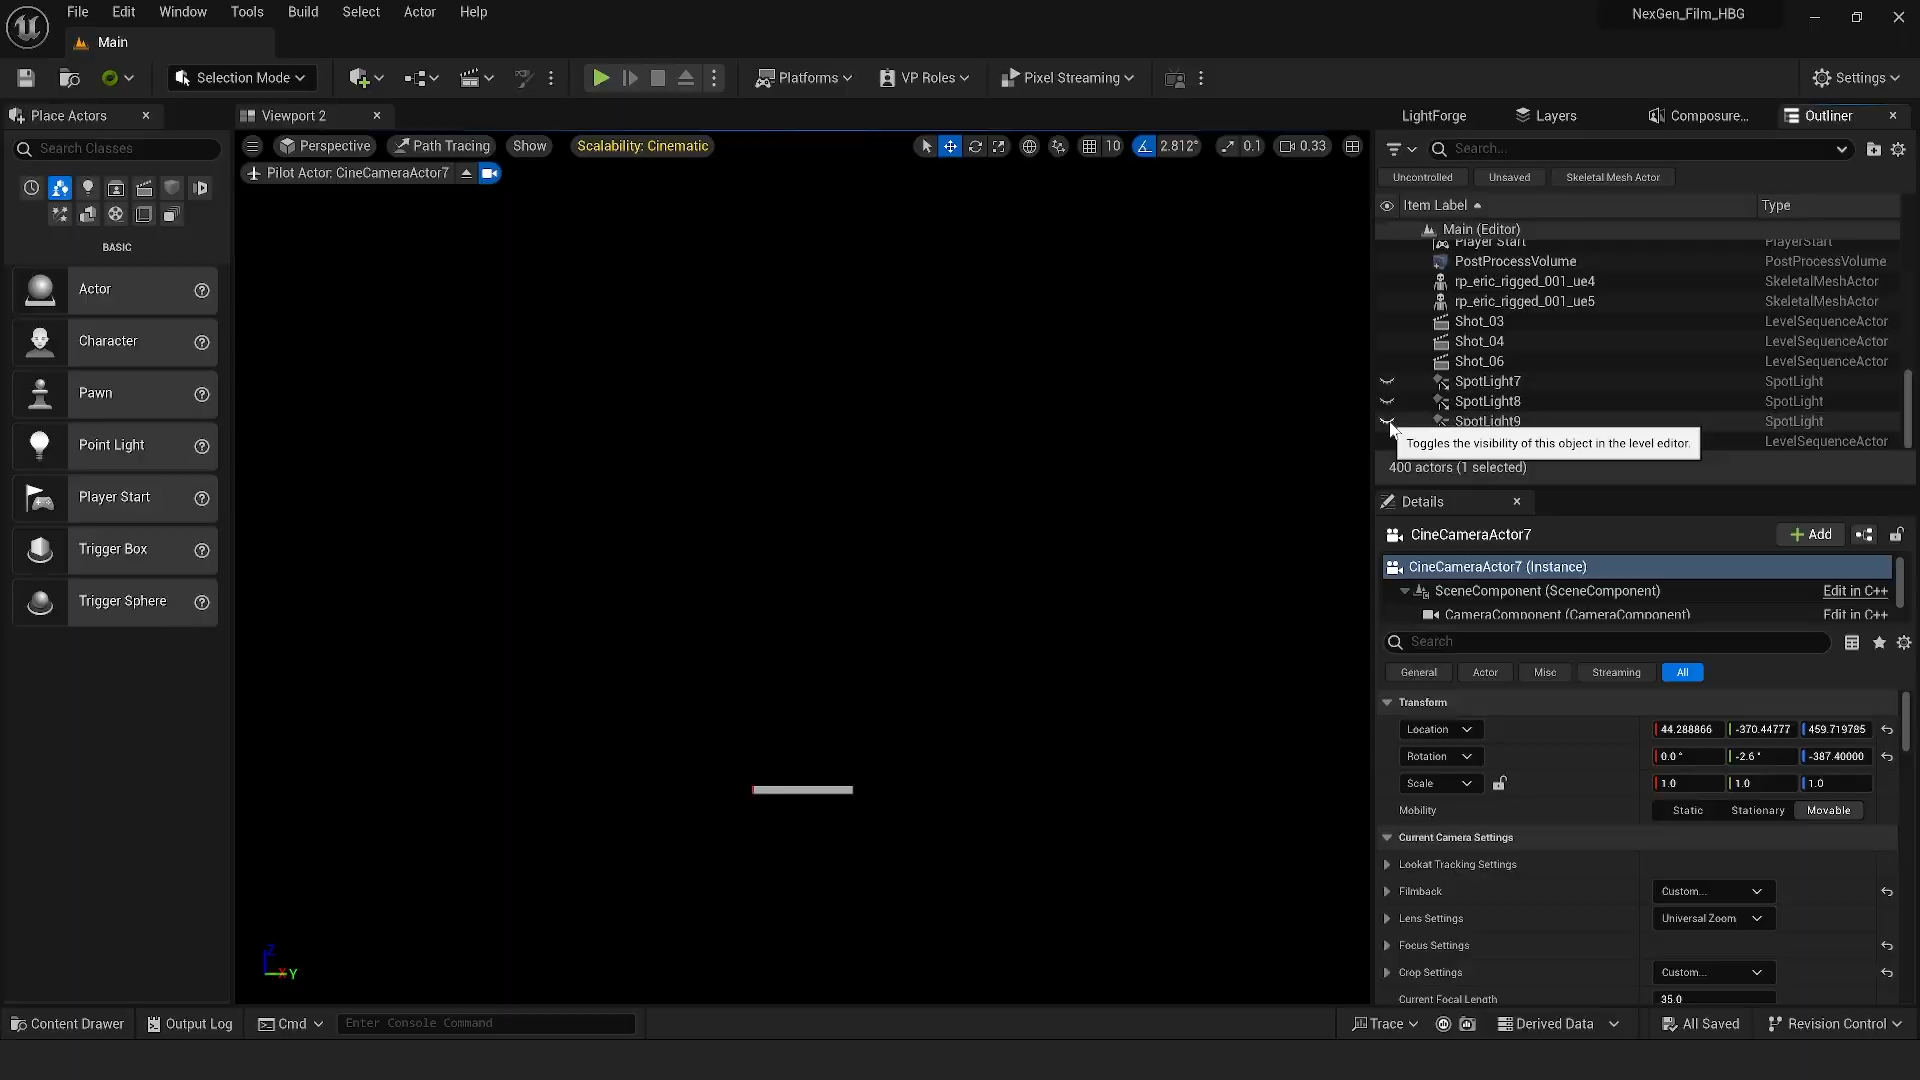 File Edit Window Tools Build Select Actor Help
NexGen_Film_HBG
Main
Selection Mode
Platforms
VP Roles
Pixel Streaming
Settings
Place Actors
Viewport 2
LightForge
Layers
Composure...
Outliner
Search Classes
Perspective
Path Tracing
Show
Scalability: Cinematic
10
2.812°
0.1
0.33
Search...
Pilot Actor: CineCameraActor7
Uncontrolled
Unsaved
Skeletal Mesh Actor
Item Label
Type
Main (Editor)
Player Start PlayerStart
PostProcessVolume PostProcessVolume
rp_eric_rigged_001_ue4 SkeletalMeshActor
rp_eric_rigged_001_ue5 SkeletalMeshActor
Shot_03 LevelSequenceActor
Shot_04 LevelSequenceActor
Shot_06 LevelSequenceActor
SpotLight7 SpotLight
SpotLight8 SpotLight
SpotLight9 SpotLight
Toggles the visibility of this object in the level editor.
LevelSequenceActor
400 actors (1 selected)
BASIC
Actor
Character
Pawn
Point Light
Player Start
Trigger Box
Trigger Sphere
Details
CineCameraActor7
Add
CineCameraActor7 (Instance)
SceneComponent (SceneComponent) Edit in C++
CameraComponent (CameraComponent) Edit in C++
Search
General
Actor
Misc
Streaming
All
Transform
Location 44.288866 -370.44777 459.719785
Rotation 0.0 ° -2.6 ° -387.40000
Scale 1.0 1.0 1.0
Mobility Static Stationary Movable
Current Camera Settings
Lookat Tracking Settings
Filmback Custom...
Lens Settings Universal Zoom
Focus Settings
Crop Settings Custom...
Current Focal Length 35.0
Z
X
Y
Content Drawer
Output Log
Cmd
Enter Console Command
Trace
Derived Data
All Saved
Revision Control